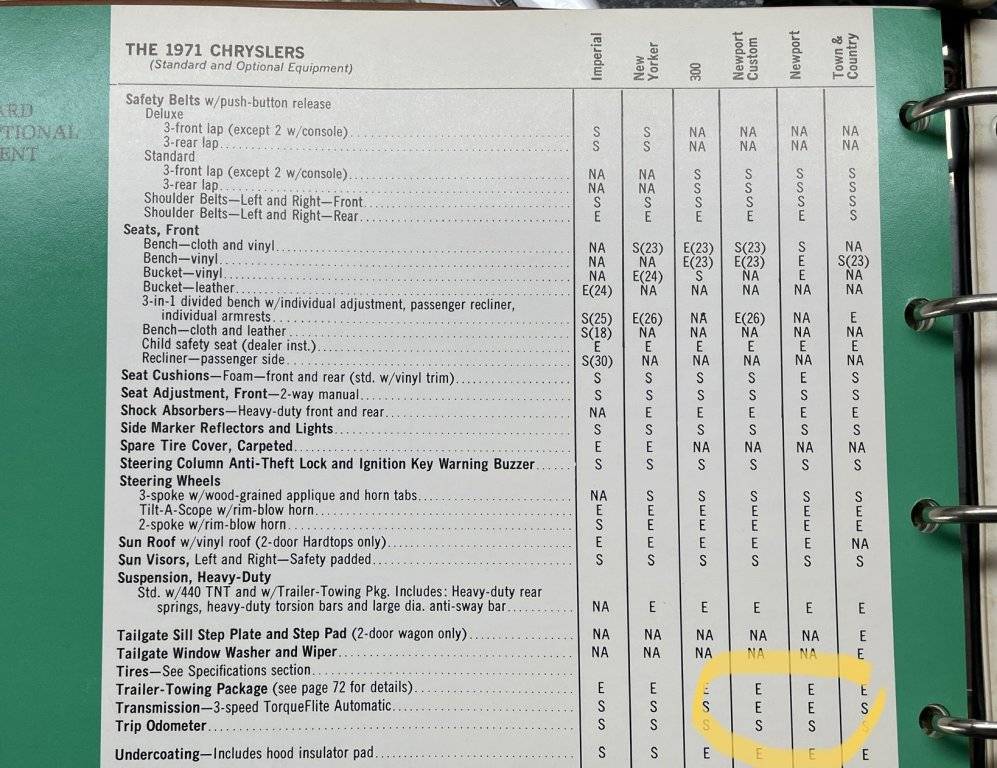 ARD
TIONAL
ENT
THE 1971 CHRYSLERS
(Standard and Optional Equipment)
Imperial New Yorker 300 Newport Custom Newport Town & Country
Safety Belts w/push-button release
Deluxe
3-front lap (except 2 w/console) S S NA NA NA NA
3-rear lap S S NA NA NA NA
Standard
3-front lap (except 2 w/console) NA NA S S S S
3-rear lap NA NA S S S S
Shoulder Belts—Left and Right—Front S S S S S S
Shoulder Belts—Left and Right—Rear E E E E E S
Seats, Front
Bench—cloth and vinyl NA S(23) E(23) S(23) S NA
Bench—vinyl NA NA E(23) E(23) E S(23)
Bucket—vinyl NA E(24) S NA E NA
Bucket—leather E(24) NA NA NA NA NA
3-in-1 divided bench w/individual adjustment, passenger recliner,
individual armrests S(25) E(26) NA E(26) NA E
Bench—cloth and leather S(18) NA NA NA NA NA
Child safety seat (dealer inst.) E E E E E E
Recliner—passenger side S(30) NA NA NA NA NA
Seat Cushions—Foam—front and rear (std. w/vinyl trim) S S S S E S
Seat Adjustment, Front—2-way manual S S S S S S
Shock Absorbers—Heavy-duty front and rear NA E E E E E
Side Marker Reflectors and Lights S S S S S S
Spare Tire Cover, Carpeted E E NA NA NA NA
Steering Column Anti-Theft Lock and Ignition Key Warning Buzzer S S S S S S
Steering Wheels
3-spoke w/wood-grained applique and horn tabs NA S S S S S
Tilt-A-Scope w/rim-blow horn E E E E E E
2-spoke w/rim-blow horn S E E E E E
Sun Roof w/vinyl roof (2-door Hardtops only) E E E E E NA
Sun Visors, Left and Right—Safety padded S S S S S S
Suspension, Heavy-Duty
Std. w/440 TNT and w/Trailer-Towing Pkg. Includes: Heavy-duty rear
springs, heavy-duty torsion bars and large dia. anti-sway bar NA E E E E E
Tailgate Sill Step Plate and Step Pad (2-door wagon only) NA NA NA NA NA E
Tailgate Window Washer and Wiper NA NA NA NA NA E
Tires—See Specifications section
Trailer-Towing Package (see page 72 for details) E E E E E E
Transmission—3-speed TorqueFlite Automatic S S S E E S
Trip Odometer S S S S S S
Undercoating—Includes hood insulator pad S S E E E E